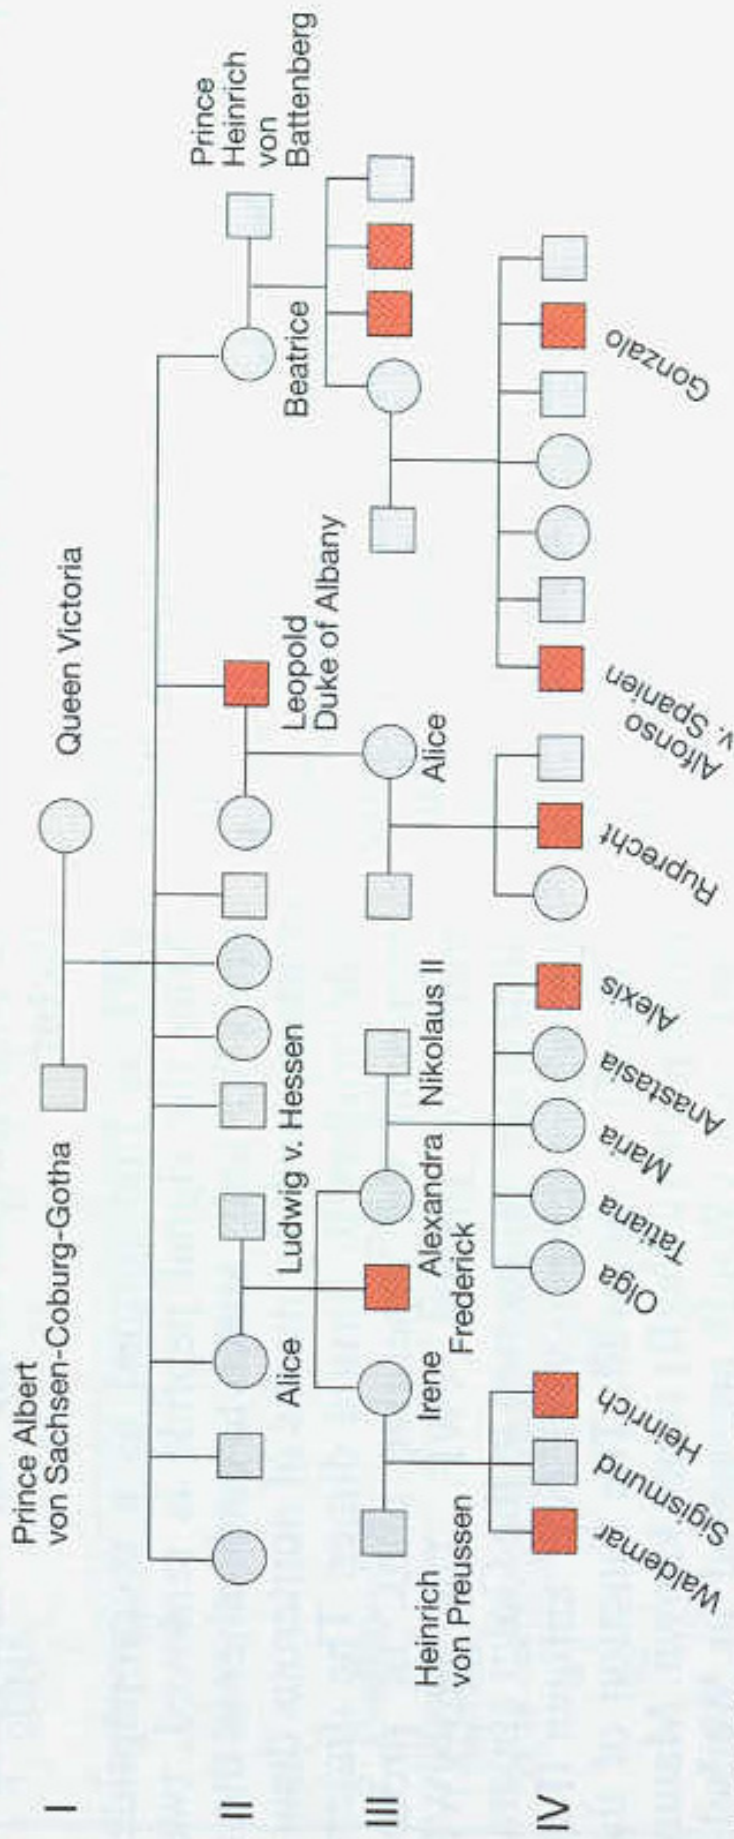 I
Prince Albert
von Sachsen-Coburg-Gotha
Queen Victoria
II
Alice
Ludwig v. Hessen
Leopold
Duke of Albany
Beatrice
Prince
Heinrich
von
Battenberg
III
Heinrich
von Preussen
Irene
Frederick
Alexandra
Nikolaus II
Alice
IV
Waldemar
Sigismund
Heinrich
Olga
Tatiana
Maria
Anastasia
Alexis
Ruprecht
Alfonso
v. Spanien
Gonzalo